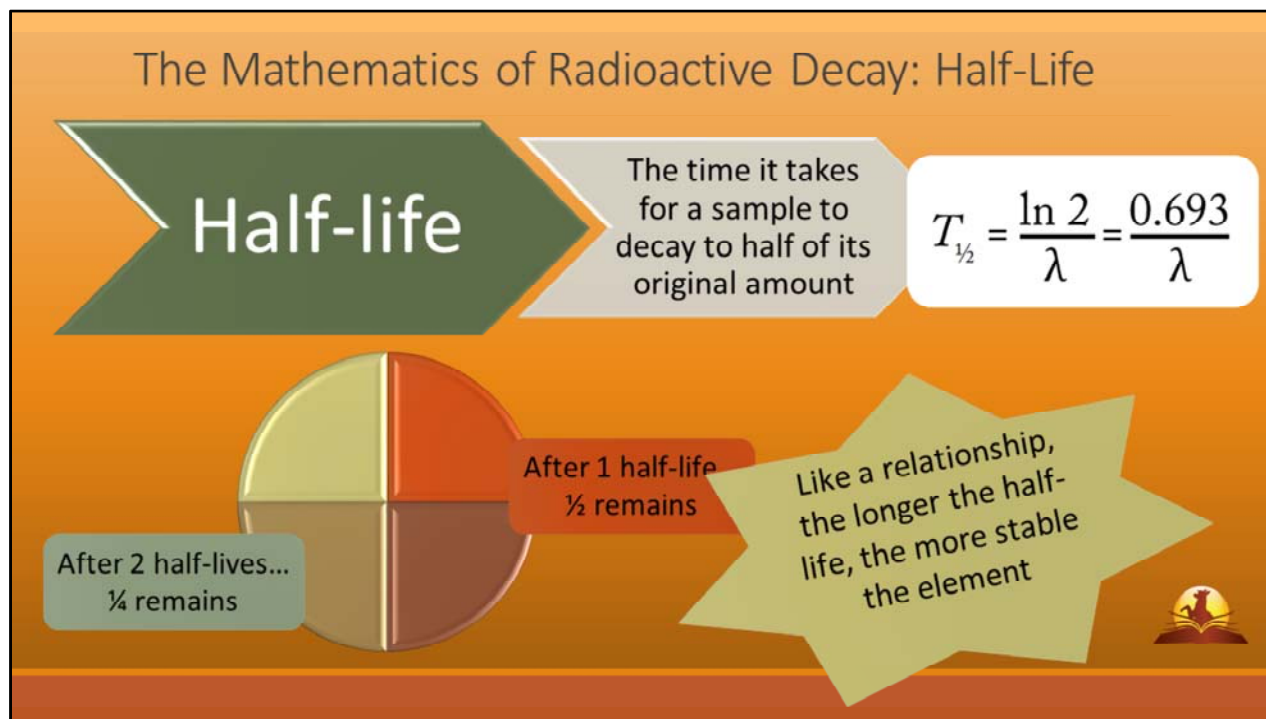 The Mathematics of Radioactive Decay: Half-Life
Half-life
The time it takes
for a sample to
decay to half of its
original amount
T½ = ln 2/λ = 0.693/λ
After 1 half-life
½ remains
After 2 half-lives…
¼ remains
Like a relationship,
the longer the half-
life, the more stable
the element